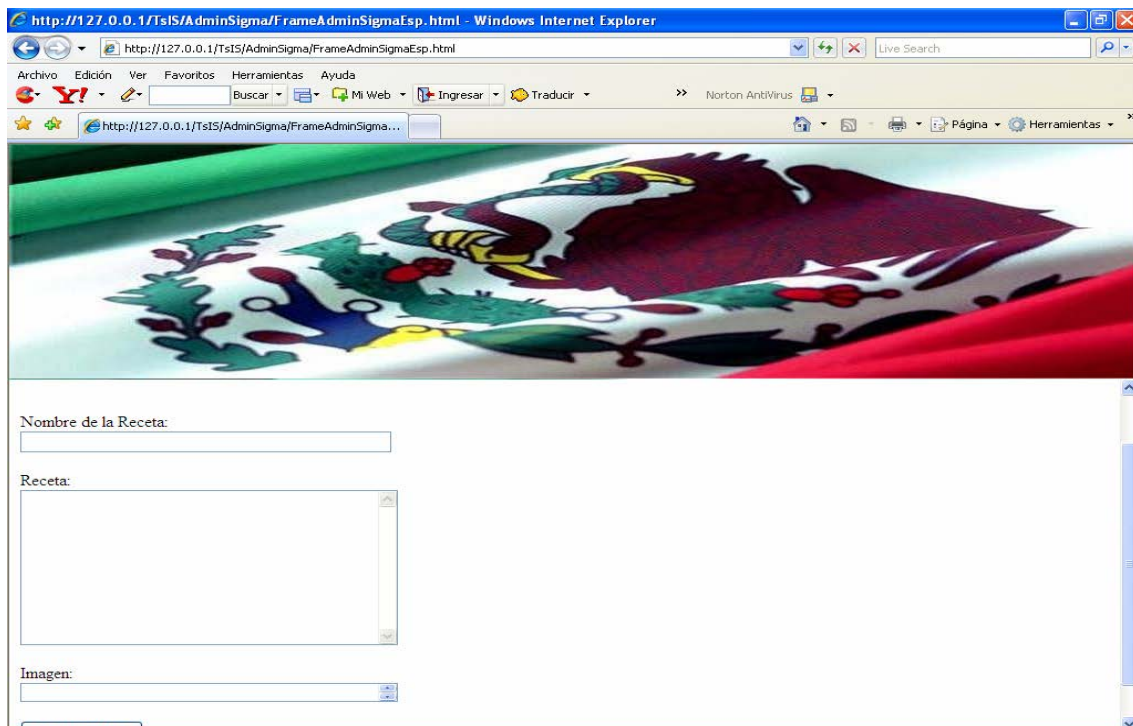 http://127.0.0.1/TsIS/AdminSigma/FrameAdminSigmaEsp.html - Windows Internet Explorer
http://127.0.0.1/TsIS/AdminSigma/FrameAdminSigmaEsp.html
Live Search
Archivo Edición Ver Favoritos Herramientas Ayuda
Y! Buscar Mi Web Ingresar Traducir >> Norton AntiVirus
http://127.0.0.1/TsIS/AdminSigma/FrameAdminSigma... Página Herramientas >>
Nombre de la Receta:
Receta:
Imagen: